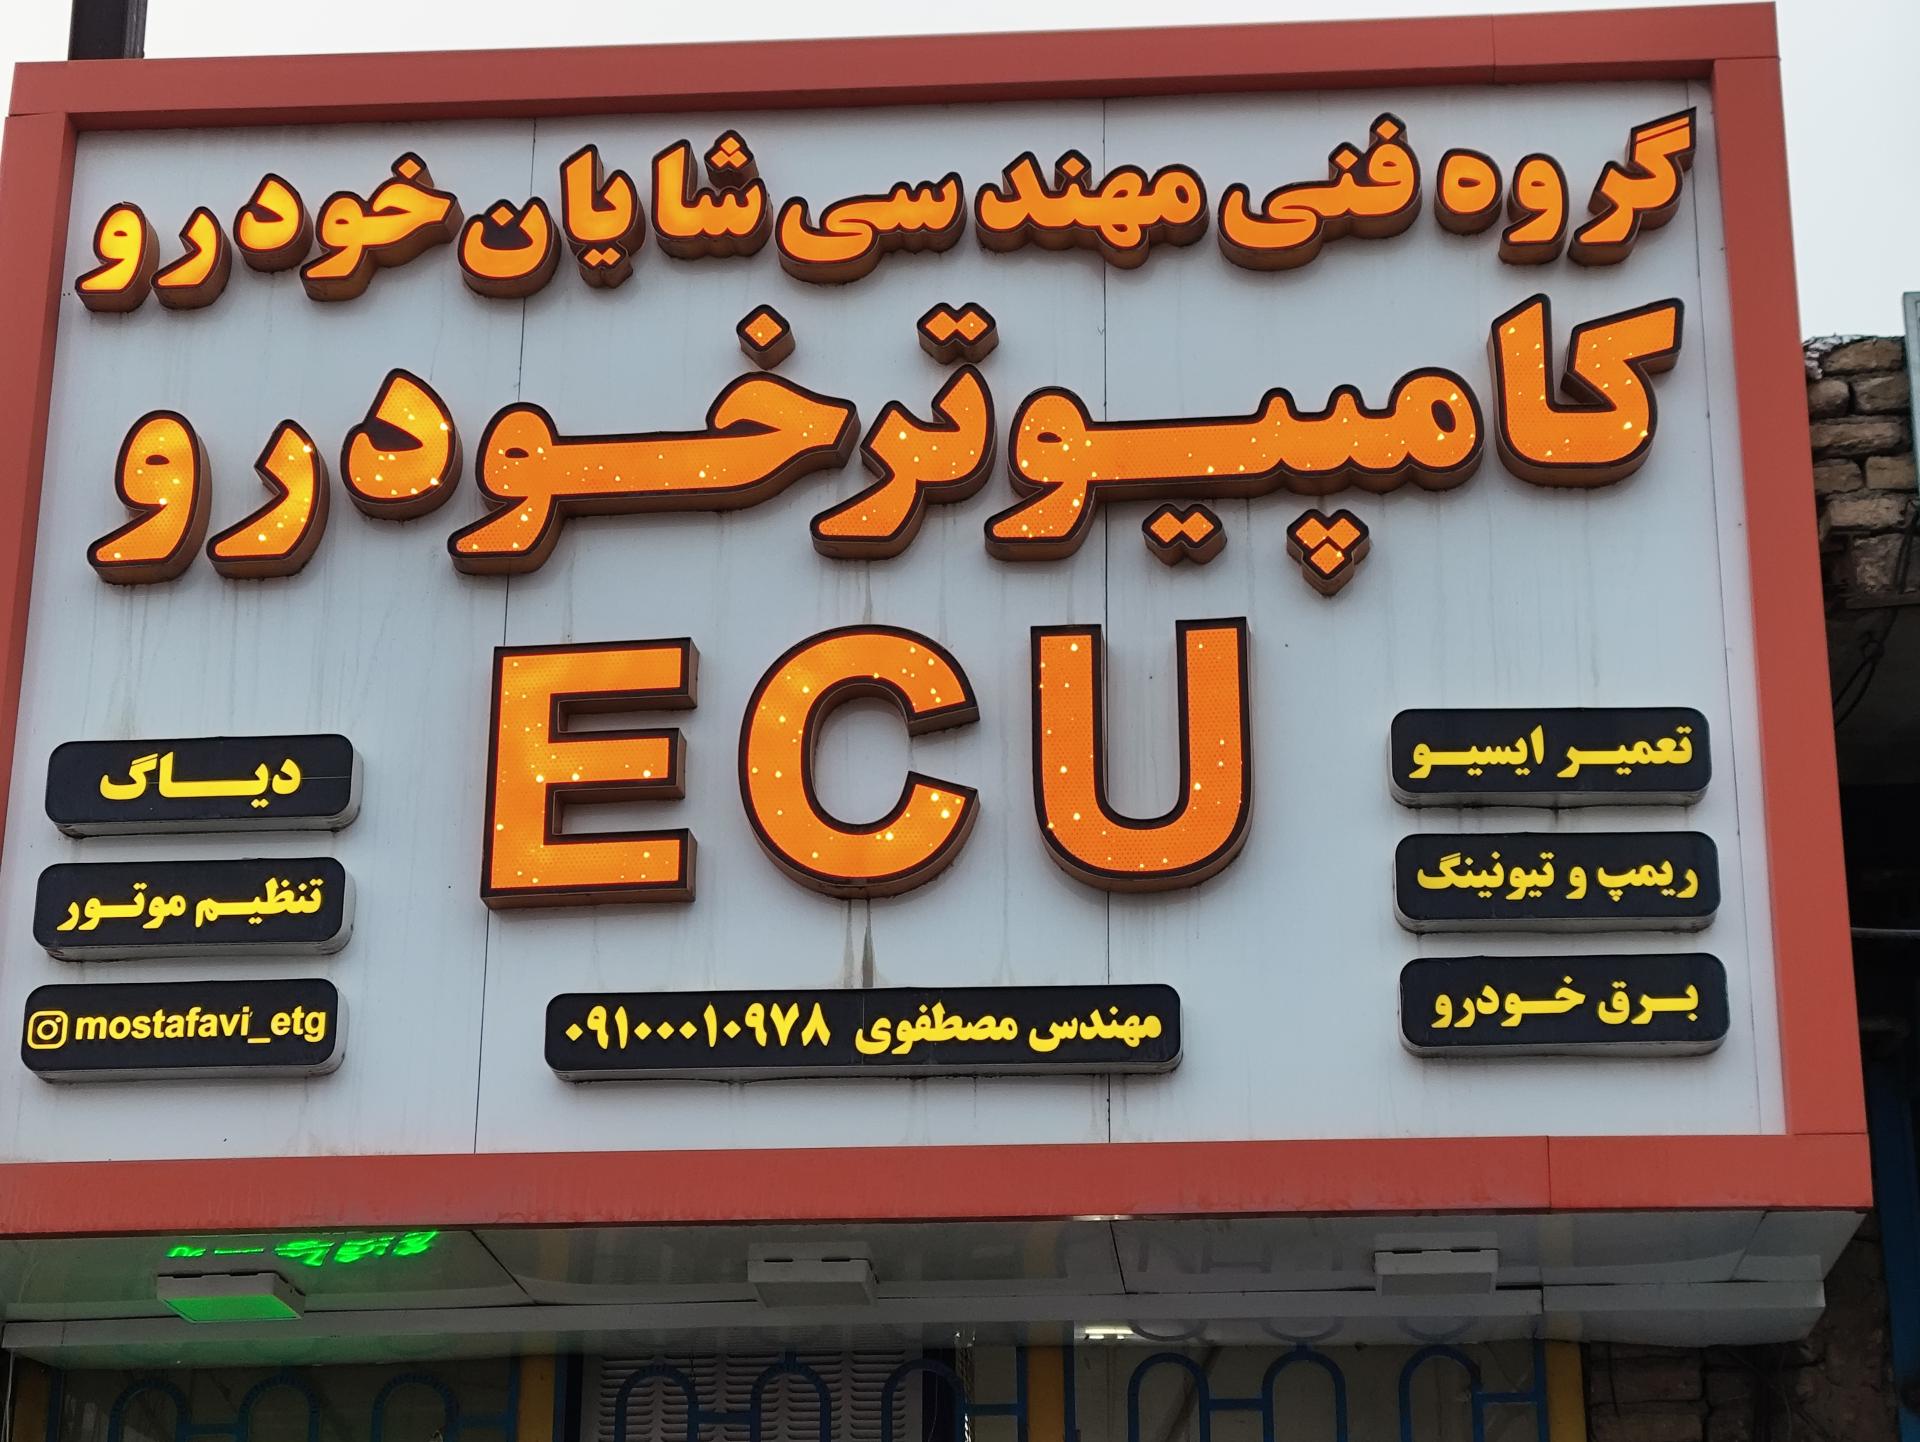 گروه فنی مهندسی شایان خودرو
کامپیوتر خودرو
ECU
تعمیر ایسیو
ریمپ و تیونینگ
برق خودرو
دیاگ
تنظیم موتور
mostafavi_etg
مهندس مصطفوی ۰۹۱۰۰۰۱۰۹۷۸